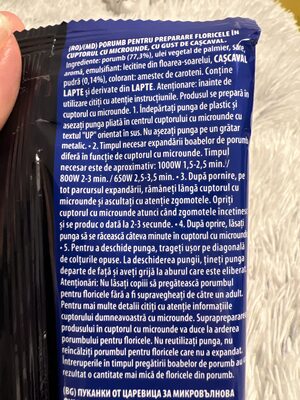 (RO)/(MD) PORUMB PENTRU PREPARARE FLORICELE ÎN
CUPTORUL CU MICROUNDE, CU GUST DE CAȘCAVAL.
Ingrediente: porumb (77,3%), ulei vegetal de palmier, sare,
aromă, emulsifiant: lecitine din floarea-soarelui, CAȘCAVAL
pudră (0,14%), colorant: amestec de caroteni. Conține
LAPTE și derivate din LAPTE. Atenționare: înainte de
utilizare citiți cu atenție instrucțiunile. Produsul se prepară în
cuptorul cu microunde. 1. Îndepărtați punga de plastic și
așezați punga pliată în centrul cuptorului cu microunde cu
textul "UP" orientat în sus. Nu așezați punga pe un grătar
metalic. • 2. Timpul necesar expandării boabelor de porumb
diferă în funcție de cuptorul cu microunde. Timpul
necesar este de aproximativ: 1000W 1,5-2,5 min.//
800W 2-3 min. / 650W 2,5-3,5 min. • 3. După pornire, pe
tot parcursul expandării, rămâneți lângă cuptorul cu
microunde și ascultați cu atenție zgomotele. Opriți
cuptorul cu microunde atunci când zgomotele încetinesc
și se produc o dată la 2-3 secunde. • 4. După oprire, lăsați
punga să se răcească câteva minute în cuptorul cu microunde.
• 5. Pentru a deschide punga, trageți ușor pe diagonală
de colțurile opuse. La deschiderea pungii, țineți punga
departe de față și aveți grijă la aburul care este eliberat.
Atenționări: Nu lăsați copiii să pregătească porumbul
pentru floricele fără a fi supravegheați de către un adult.
Pentru mai multe detalii citiți cu atenție informațiile
cuptorului dumneavoastră cu microunde. Suprapreparare
produsului în cuptorul cu microunde va duce la arderea
porumbului pentru floricele. Nu reutilizați punga, nu
reîncălziți porumbul pentru floricele care nu a expandat.
Întreruperile în timpul pregătirii boabelor de porumb au
rezultat o cantitate mai mică de floricele din porumb.
(BG) ПУКАНКИ ОТ ЦАРЕВИЦА ЗА МИКРОВЪЛНОВА